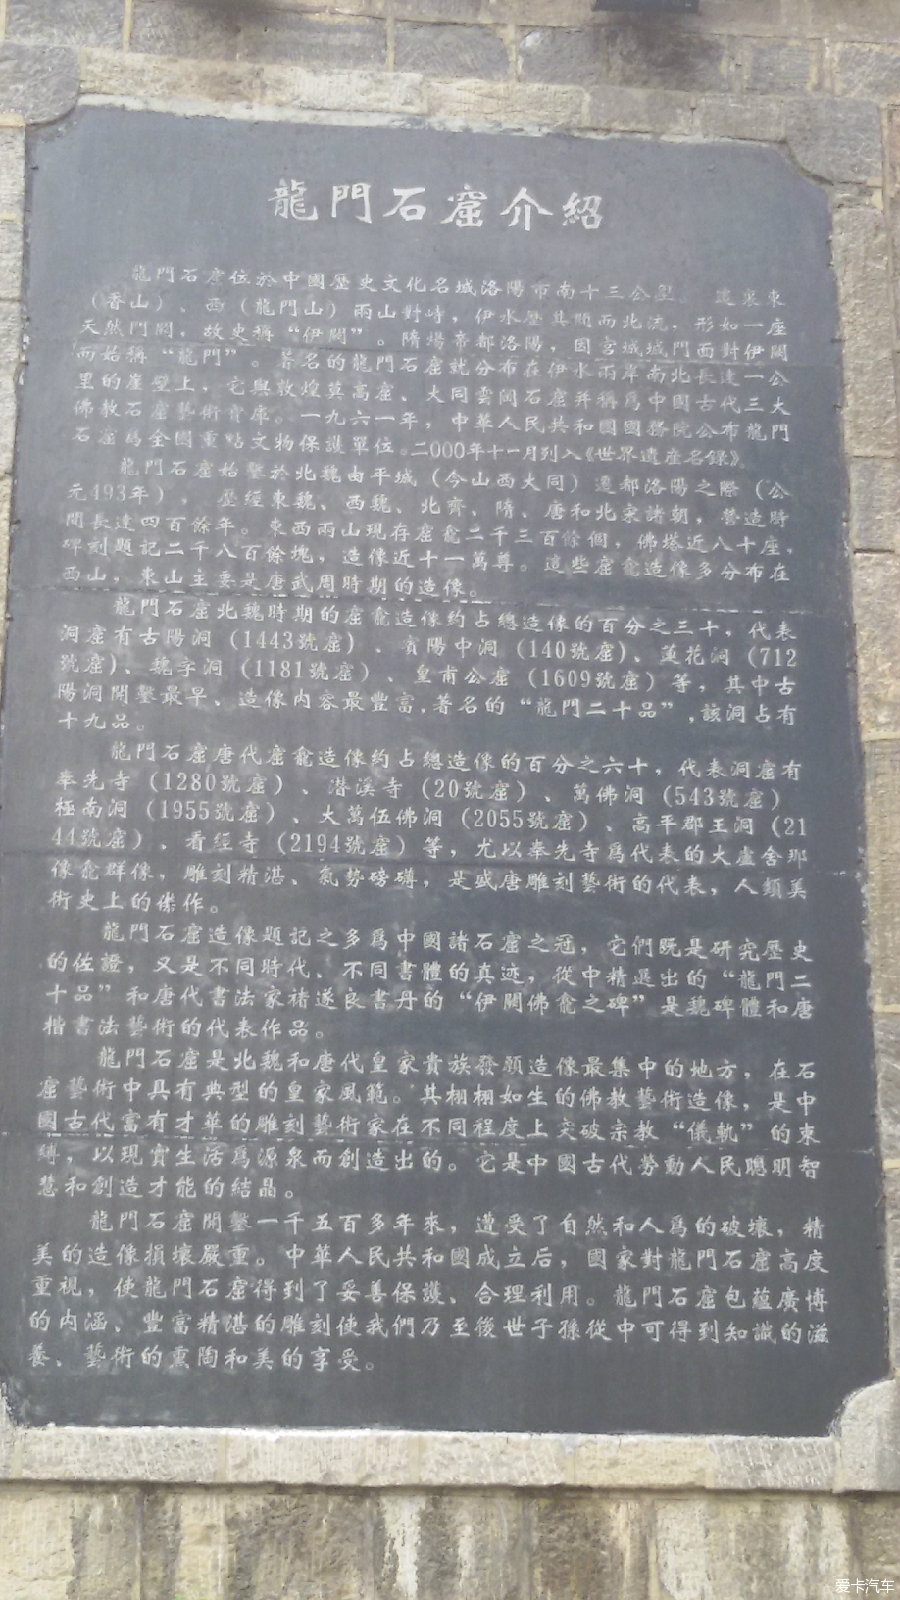 龍門石窟介紹
龍門石窟位於中國歷史文化名城洛陽市南十三公里。這裏東
（香山）、西（龍門山）兩山對峙，伊水歷其間而北流，形如一座
天然門闕，故史稱“伊闕”。隋煬帝都洛陽，因宮城城門面對伊闕
而始稱“龍門”。著名的龍門石窟就分布在伊水兩岸南北長達一公
里的崖壁上，它與敦煌莫高窟、大同雲岡石窟并稱爲中國古代三大
佛教石窟藝術寶庫。一九六一年，中華人民共和國國務院公布龍門
石窟爲全國重點文物保護單位。二000年十一月列入《世界遺産名録》。
龍門石窟始鑿於北魏由平城（今山西大同）遷都洛陽之際（公
元493年），歷經東魏、西魏、北齊、隋、唐和北宋諸朝，營造時
間長達四百餘年。東西兩山現存窟龕二千三百餘個，佛塔近八十座，
碑刻題記二千八百餘塊，造像近十一萬尊。這些窟龕造像多分布在
西山，東山主要是唐武周時期的造像。
龍門石窟北魏時期的窟龕造像約占總造像的百分之三十，代表
洞窟有古陽洞（1443號窟）、賓陽中洞（140號窟）、蓮花洞（712
號窟）、魏字洞（1181號窟）、皇甫公窟（1609號窟）等，其中古
陽洞開鑿最早、造像内容最豐富，著名的“龍門二十品”，該洞占有
十九品。
龍門石窟唐代窟龕造像約占總造像的百分之六十，代表洞窟有
奉先寺（1280號窟）、潜溪寺（20號窟）、萬佛洞（543號窟）
極南洞（1955號窟）、大萬伍佛洞（2055號窟）、高平郡王洞（21
44號窟）、看經寺（2194號窟）等，尤以奉先寺爲代表的大盧舍那
像龕群像，雕刻精湛、氣勢磅礴，是盛唐雕刻藝術的代表，人類美
術史上的傑作。
龍門石窟造像題記之多爲中國諸石窟之冠，它們既是研究歷史
的佐證，又是不同時代、不同書體的真迹，從中精選出的“龍門二
十品”和唐代書法家褚遂良書丹的“伊闕佛龕之碑”是魏碑體和唐
楷書法藝術的代表作品。
龍門石窟是北魏和唐代皇家貴族發願造像最集中的地方，在石
窟藝術中具有典型的皇家風範。其栩栩如生的佛教藝術造像，是中
國古代富有才華的雕刻藝術家在不同程度上突破宗教“儀軌”的束
縛，以現實生活爲源泉而創造出的。它是中國古代勞動人民聰明智
慧和創造才能的結晶。
龍門石窟開鑿一千五百多年來，遭受了自然和人爲的破壞，精
美的造像損壞嚴重。中華人民共和國成立后，國家對龍門石窟高度
重視，使龍門石窟得到了妥善保護、合理利用。龍門石窟包藴廣博
的内涵、豐富精湛的雕刻使我們乃至後世子孫從中可得到知識的滋
養、藝術的熏陶和美的享受。
爱卡汽车